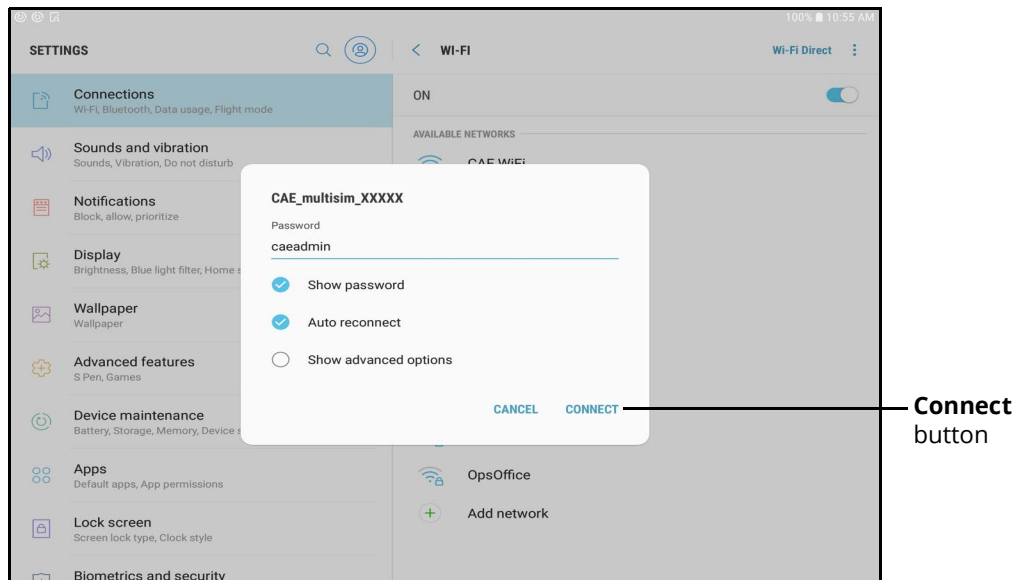 100% 10:55 AM
SETTINGS
WI-FI
Wi-Fi Direct
Connections
Wi-Fi, Bluetooth, Data usage, Flight mode
Sounds and vibration
Sounds, Vibration, Do not disturb
Notifications
Block, allow, prioritize
Display
Brightness, Blue light filter, Home s
Wallpaper
Wallpaper
Advanced features
S Pen, Games
Device maintenance
Battery, Storage, Memory, Device s
Apps
Default apps, App permissions
Lock screen
Screen lock type, Clock style
Biometrics and security
ON
AVAILABLE NETWORKS
CAE WiFi
CAE_multisim_XXXXX
Password
caeadmin
Show password
Auto reconnect
Show advanced options
CANCEL CONNECT
OpsOffice
Add network
Connect
button